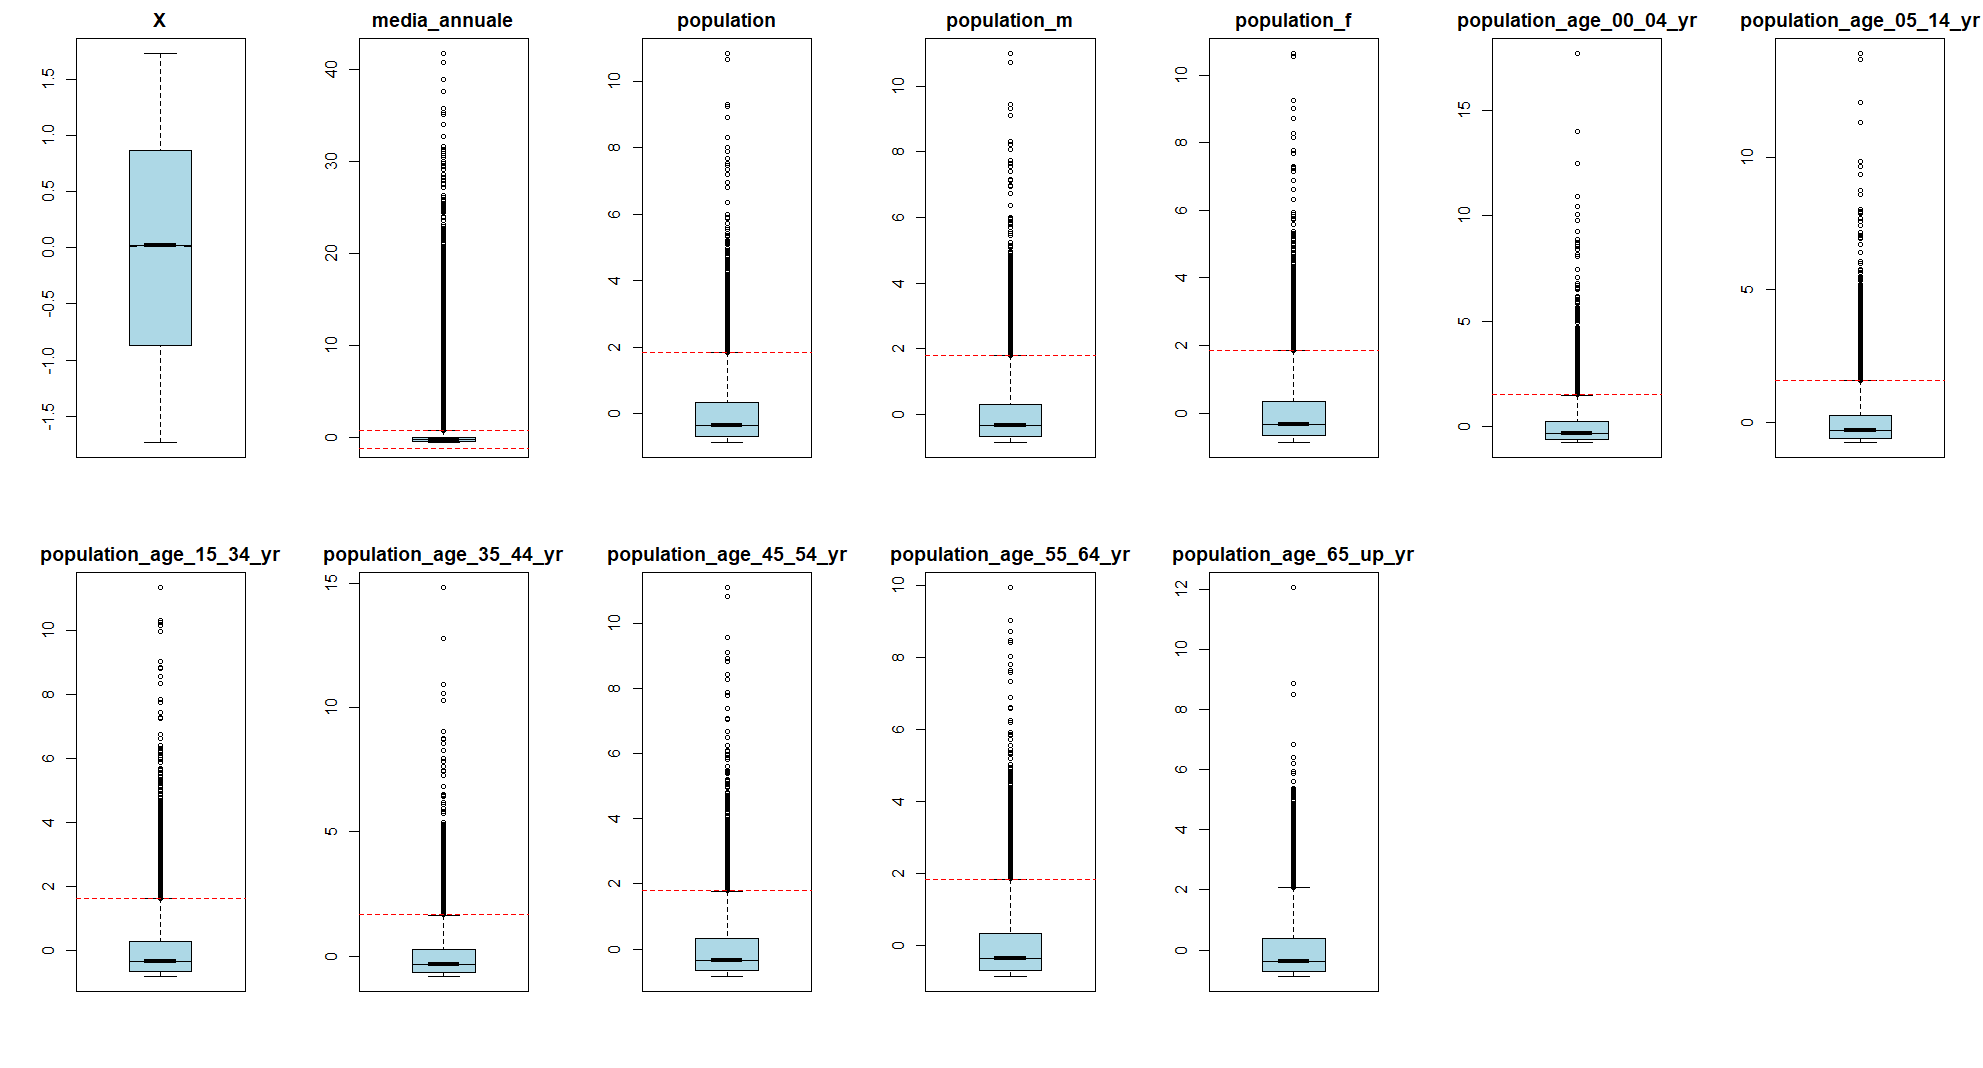 X media_annuale population population_m population_f population_age_00_04_yr population_age_05_14_yr
1.5 1.0 0.5 0.0 -0.5 -1.0 -1.5
40 30 20 10 0
10 8 6 4 2 0
10 8 6 4 2 0
10 8 6 4 2 0
15 10 5 0
10 5 0
population_age_15_34_yr population_age_35_44_yr population_age_45_54_yr population_age_55_64_yr population_age_65_up_yr
10 8 6 4 2 0
15 10 5 0
10 8 6 4 2 0
10 8 6 4 2 0
12 10 8 6 4 2 0